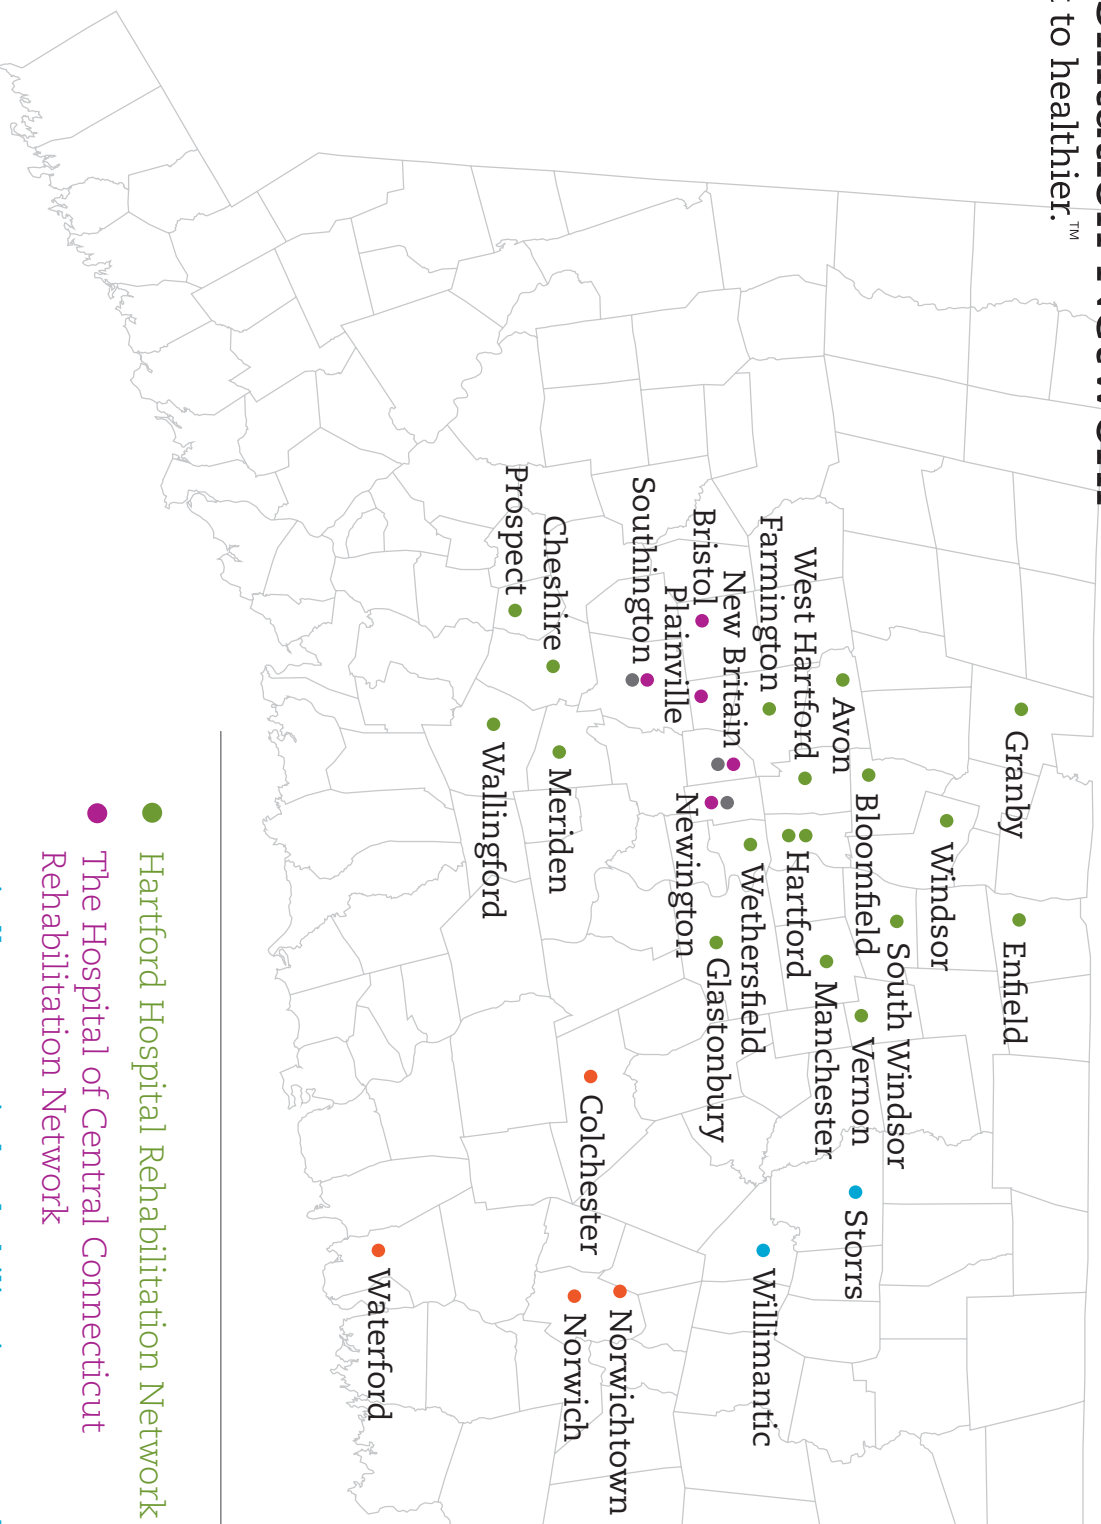 to healthier.™
Granby
Enfield
Windsor
Bloomfield
South Windsor
Avon
Vernon
Storrs
West Hartford
Hartford
Manchester
Farmington
Wethersfield
Willimantic
New Britain
Bristol
Glastonbury
Plainville
Newington
Southington
Norwichtown
Colchester
Cheshire
Meriden
Norwich
Prospect
Wallingford
Waterford
Hartford Hospital Rehabilitation Network
The Hospital of Central Connecticut
Rehabilitation Network